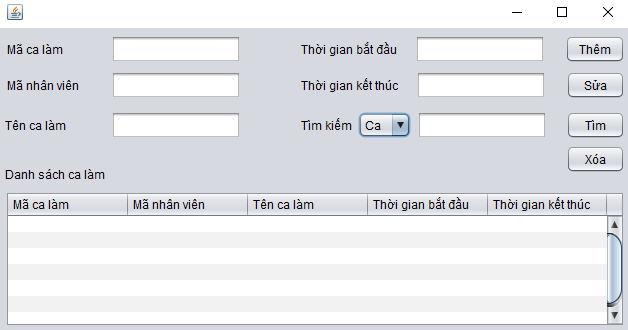 Mã ca làm Thời gian bắt đầu Thêm
Mã nhân viên Thời gian kết thúc Sửa
Tên ca làm Tìm kiếm Ca Tìm
Xóa
Danh sách ca làm
Mã ca làm Mã nhân viên Tên ca làm Thời gian bắt đầu Thời gian kết thúc